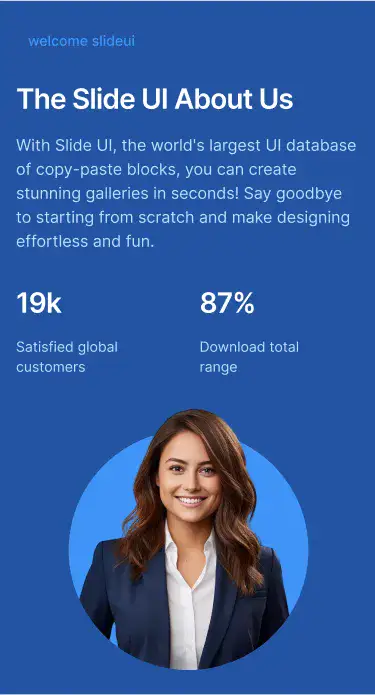 welcome slideui
The Slide UI About Us
With Slide UI, the world's largest UI database
of copy-paste blocks, you can create
stunning galleries in seconds! Say goodbye
to starting from scratch and make designing
effortless and fun.
19k
87%
Satisfied global
customers
Download total
range